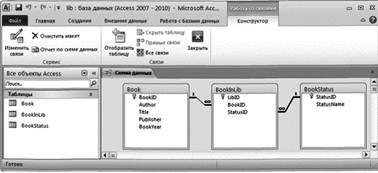 lib : база данных (Access 2007 - 2010) - Microsoft Acc...
Работа со связями
Файл
Главная
Создание
Внешние данные
Работа с базами данных
Конструктор
Изменить связи
Очистить макет
Отчет по схеме данных
Сервис
Отобразить таблицу
Скрыть таблицу
Прямые связи
Все связи
Закрыть
Связи
Все объекты Access
Поиск...
Таблицы
Book
BookInLib
BookStatus
Схема данных
Book
BookID
Author
Title
Publisher
BookYear
1
∞
BookInLib
LibID
BookID
StatusID
∞
1
BookStatus
StatusID
StatusName
Готово